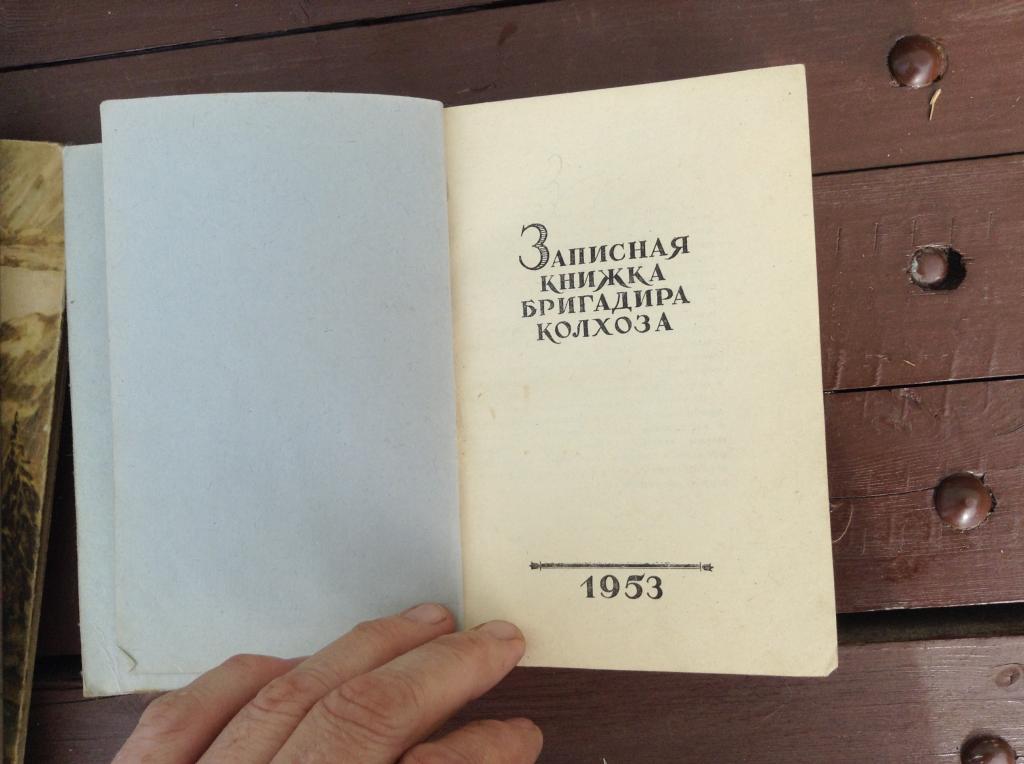 Записная
книжка
бригадира
колхоза
1953